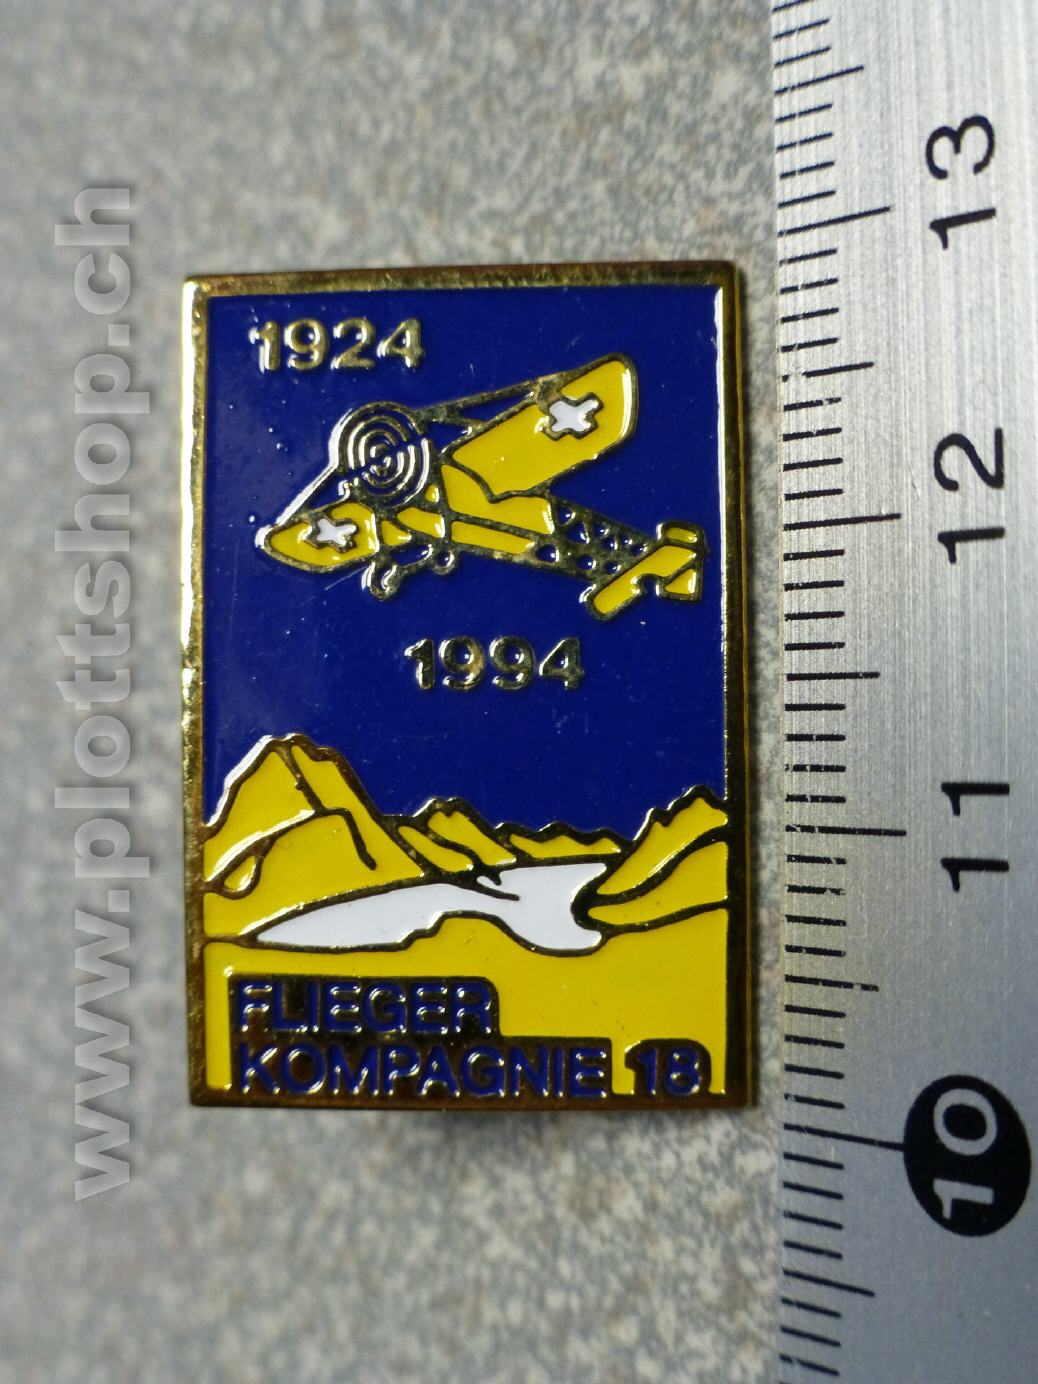 1924
1994
FLIEGER
KOMPAGNIE 18
13
12
11
10
www.plottshop.ch